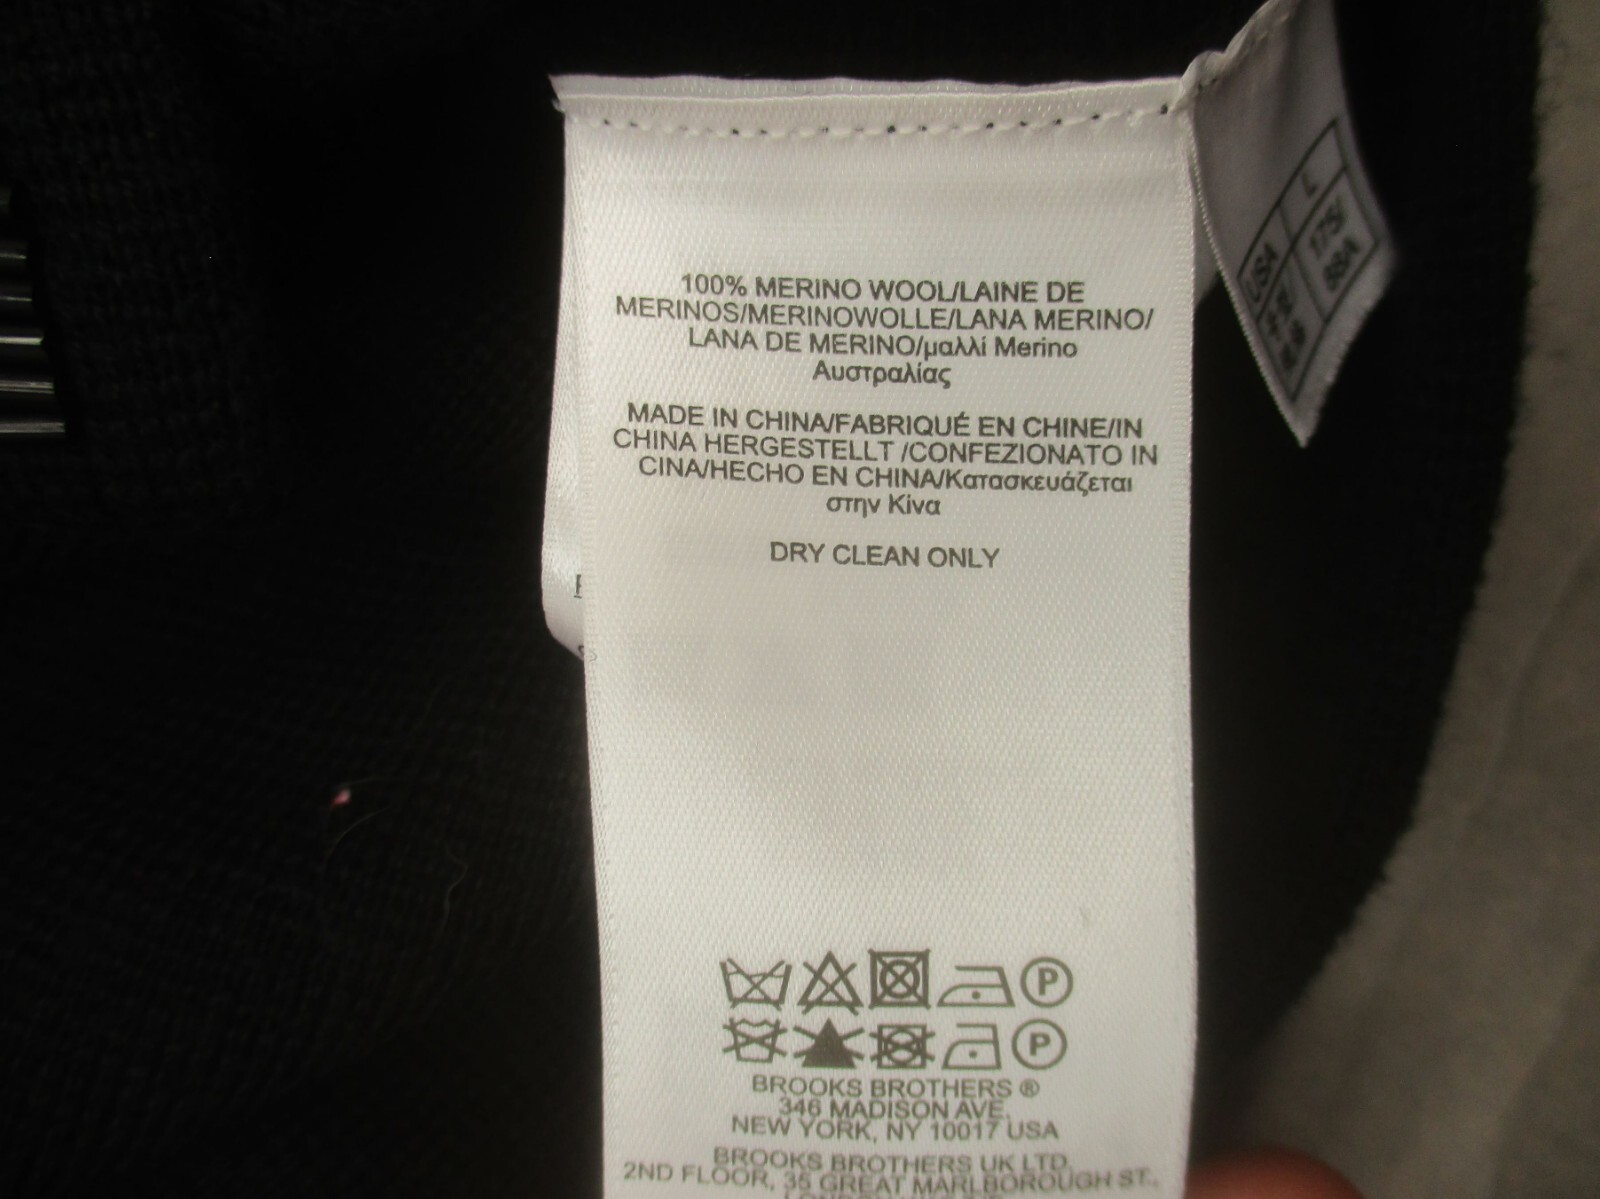 100% MERINO WOOL/LAINE DE
MERINOS/MERINOWOLLE/LANA MERINO/
LANA DE MERINO/μαλλί Merino
Αυστραλίας
MADE IN CHINA/FABRIQUÉ EN CHINE/IN
CHINA HERGESTELLT /CONFEZIONATO IN
CINA/HECHO EN CHINA/Κατασκευάζεται
στην Κίνα
DRY CLEAN ONLY
P
P
BROOKS BROTHERS ®
346 MADISON AVE.
NEW YORK, NY 10017 USA
BROOKS BROTHERS UK LTD.
2ND FLOOR, 35 GREAT MARLBOROUGH ST.,
USA L
175/
88A